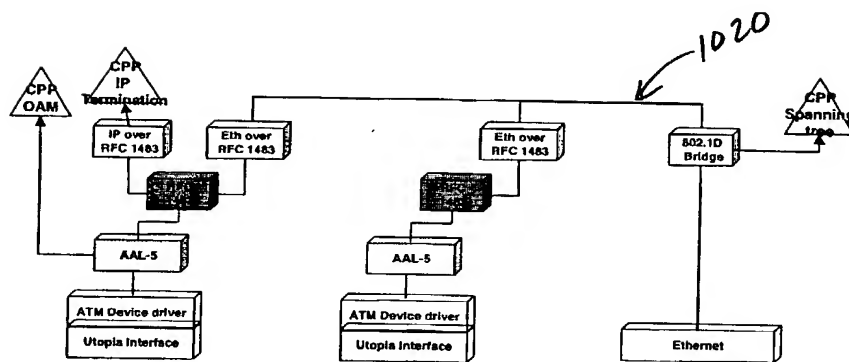 1020
CPP
OAM
CPP
IP
Termination
IP over
RFC 1483
Eth over
RFC 1483
Eth over
RFC 1483
802.1D
Bridge
CPP
Spanning
tree
AAL-5
AAL-5
ATM Device driver
Utopia Interface
ATM Device driver
Utopia Interface
Ethernet